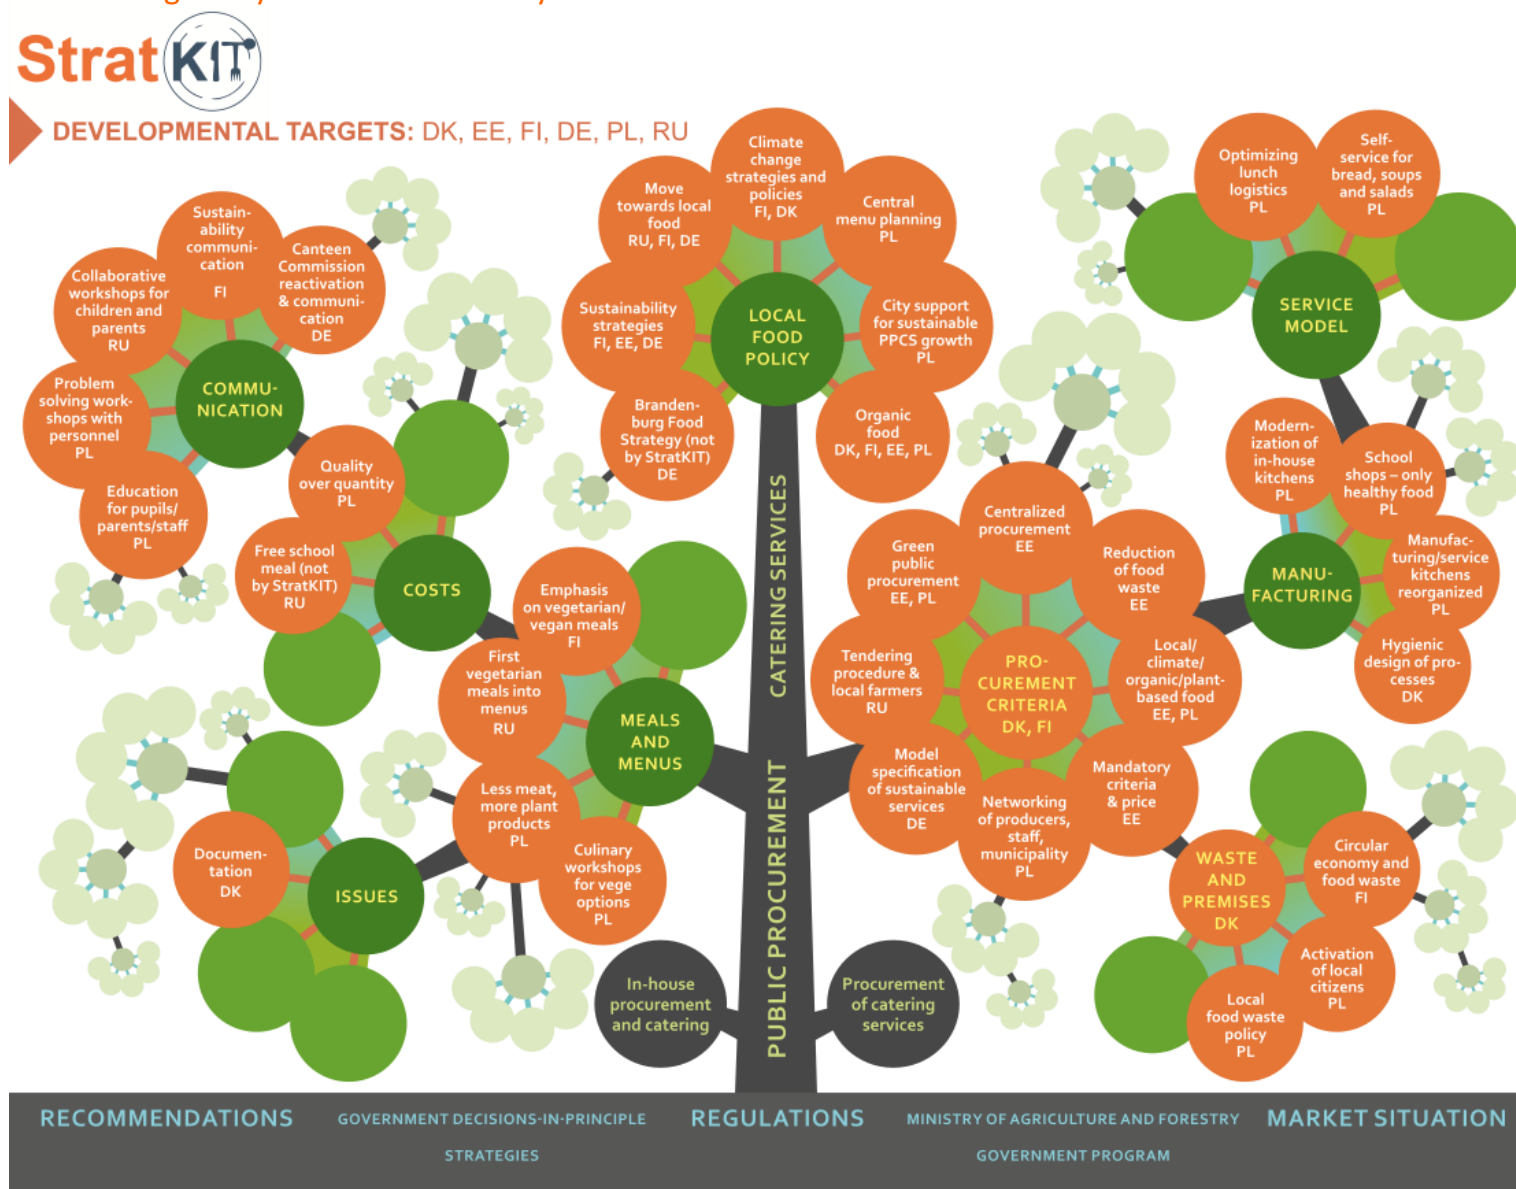 StratKIT
DEVELOPMENTAL TARGETS: DK, EE, FI, DE, PL, RU
Sustain-
ability
communi-
cation
FI
Collaborative
workshops for
children and
parents
RU
Canteen
Commission
reactivation
& communi-
cation
DE
Problem
solving work-
shops with
personnel
PL
Education
for pupils/
parents/staff
PL
COMMU-
NICATION
Quality
over quantity
PL
Free school
meal (not
by StratKIT)
RU
COSTS
Emphasis
on vegetarian/
vegan meals
FI
First
vegetarian
meals into
menus
RU
Less meat,
more plant
products
PL
Culinary
workshops
for vege
options
PL
MEALS
AND
MENUS
Documen-
tation
DK
ISSUES
Climate
change
strategies and
policies
FI, DK
Move
towards local
food
RU, FI, DE
Central
menu planning
PL
Sustainability
strategies
FI, EE, DE
City support
for sustainable
PPCS growth
PL
Branden-
burg Food
Strategy (not
by StratKIT)
DE
Organic
food
DK, FI, EE, PL
LOCAL
FOOD
POLICY
PUBLIC PROCUREMENT CATERING SERVICES
In-house
procurement
and catering
Procurement
of catering
services
Centralized
procurement
EE
Green
public
procurement
EE, PL
Reduction
of food
waste
EE
Tendering
procedure &
local farmers
RU
Local/
climate/
organic/plant-
based food
EE, PL
Model
specification
of sustainable
services
DE
Networking
of producers,
staff,
municipality
PL
Mandatory
criteria
& price
EE
PRO-
CUREMENT
CRITERIA
DK, FI
Optimizing
lunch
logistics
PL
Self-
service for
bread, soups
and salads
PL
SERVICE
MODEL
Modern-
ization of
in-house
kitchens
PL
School
shops – only
healthy food
PL
Manufac-
turing/service
kitchens
reorganized
PL
Hygienic
design of pro-
cesses
DK
MANU-
FACTURING
WASTE
AND
PREMISES
DK
Circular
economy and
food waste
FI
Activation
of local
citizens
PL
Local
food waste
policy
PL
RECOMMENDATIONS GOVERNMENT DECISIONS-IN-PRINCIPLE REGULATIONS MINISTRY OF AGRICULTURE AND FORESTRY MARKET SITUATION
STRATEGIES GOVERNMENT PROGRAM